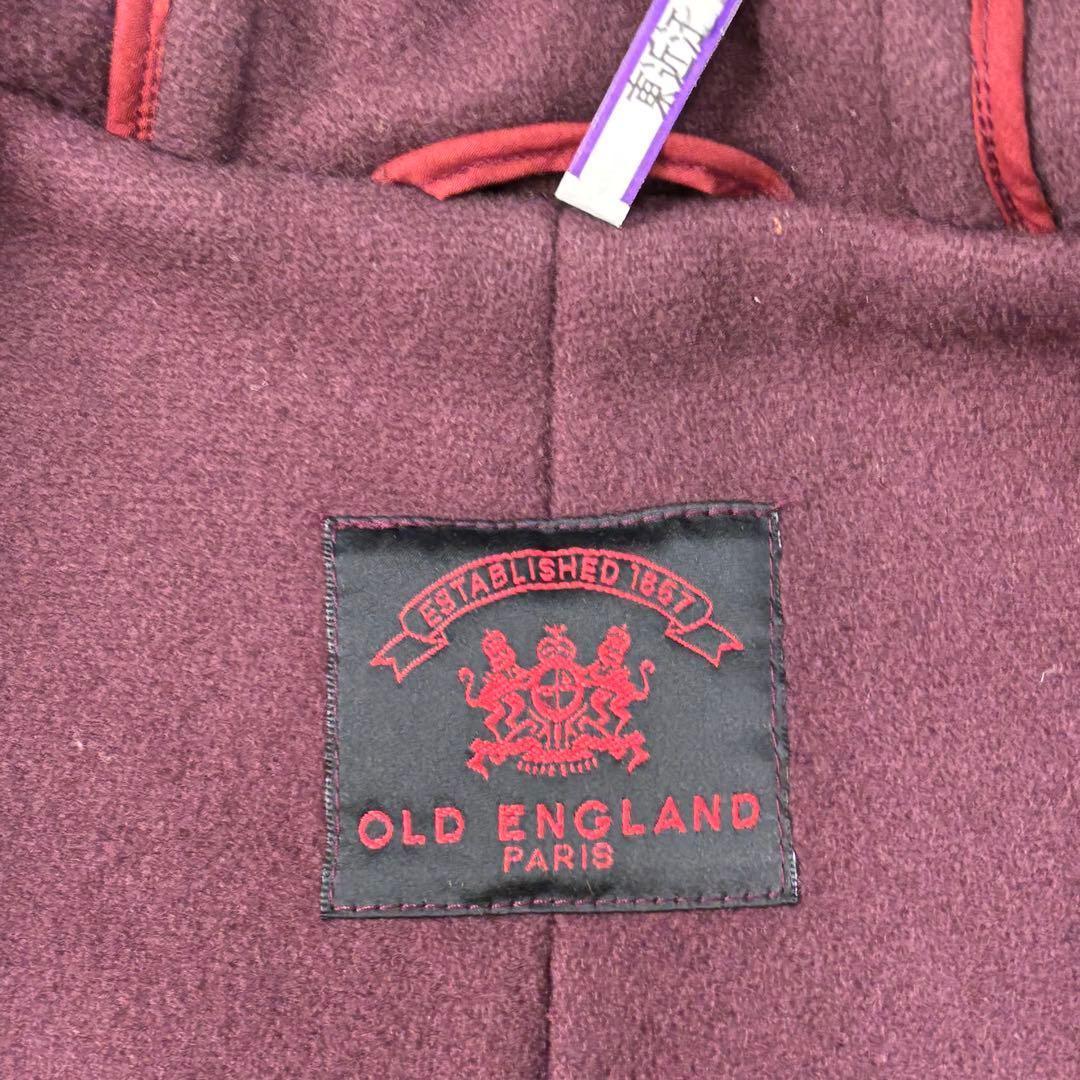 東近江
ESTABLISHED 1867
OLD ENGLAND
PARIS